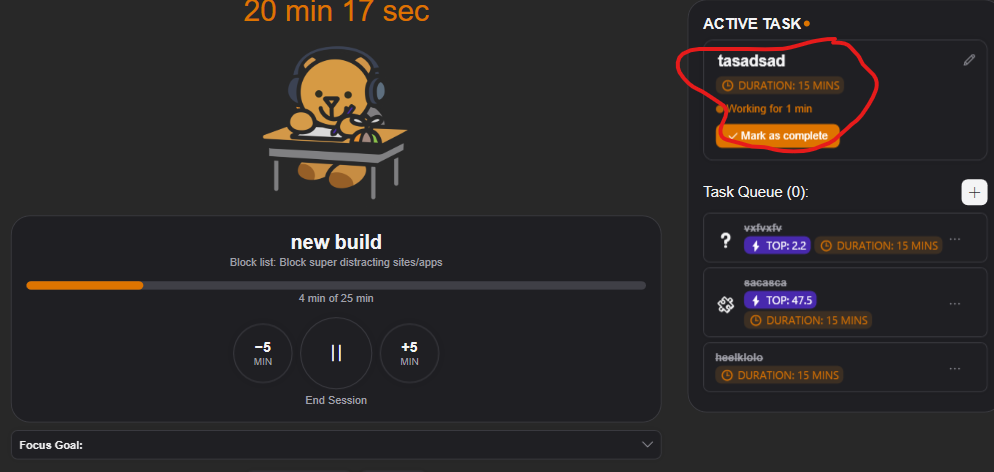 20 min 17 sec
new build
Block list: Block super distracting sites/apps
4 min of 25 min
−5
MIN
+5
MIN
End Session
Focus Goal:
ACTIVE TASK
tasadsad
DURATION: 15 MINS
Working for 1 min
Mark as complete
Task Queue (0):
vxfvxfv
TOP: 2.2 DURATION: 15 MINS
sacasca
TOP: 47.5
DURATION: 15 MINS
heelklolo
DURATION: 15 MINS